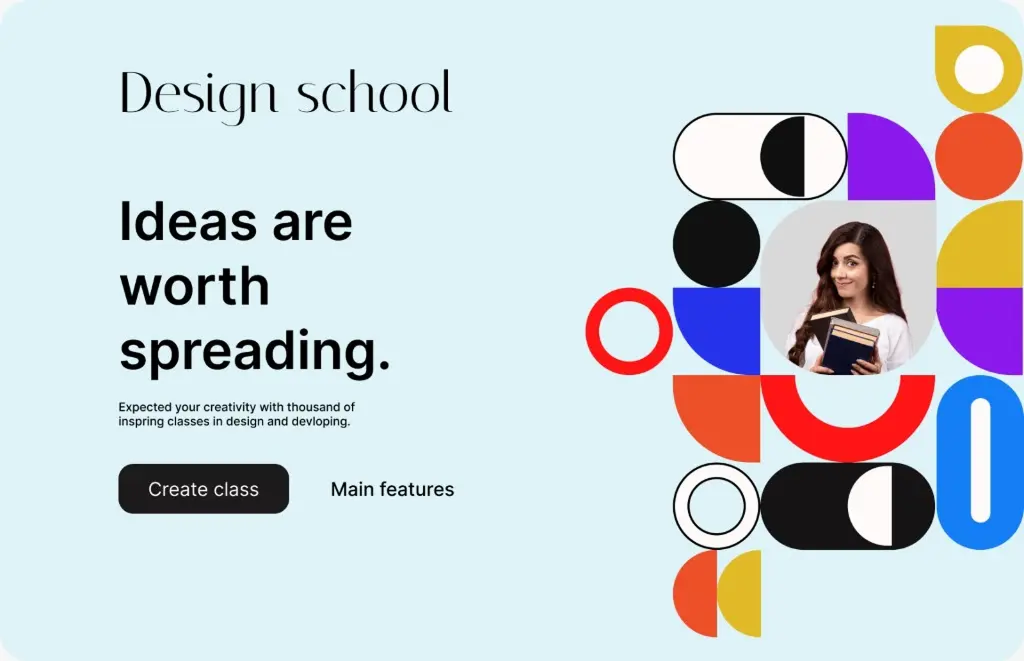 Design school
Ideas are
worth
spreading.
Expected your creativity with thousand of
inspring classes in design and devloping.
Create class
Main features